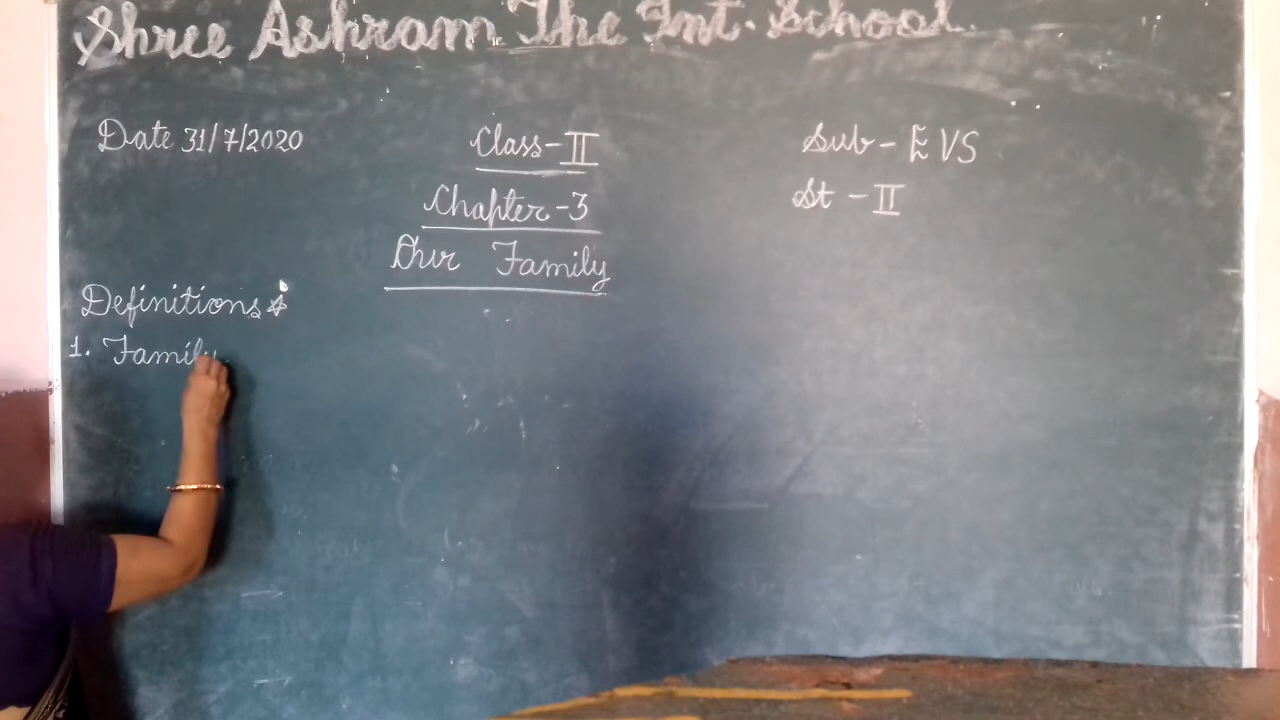 Shree Ashram The Int. School.
Date 31/7/2020 Class-II Sub - EVS
Chapter-3 St - II
Our Family
Definitions:
1. Family